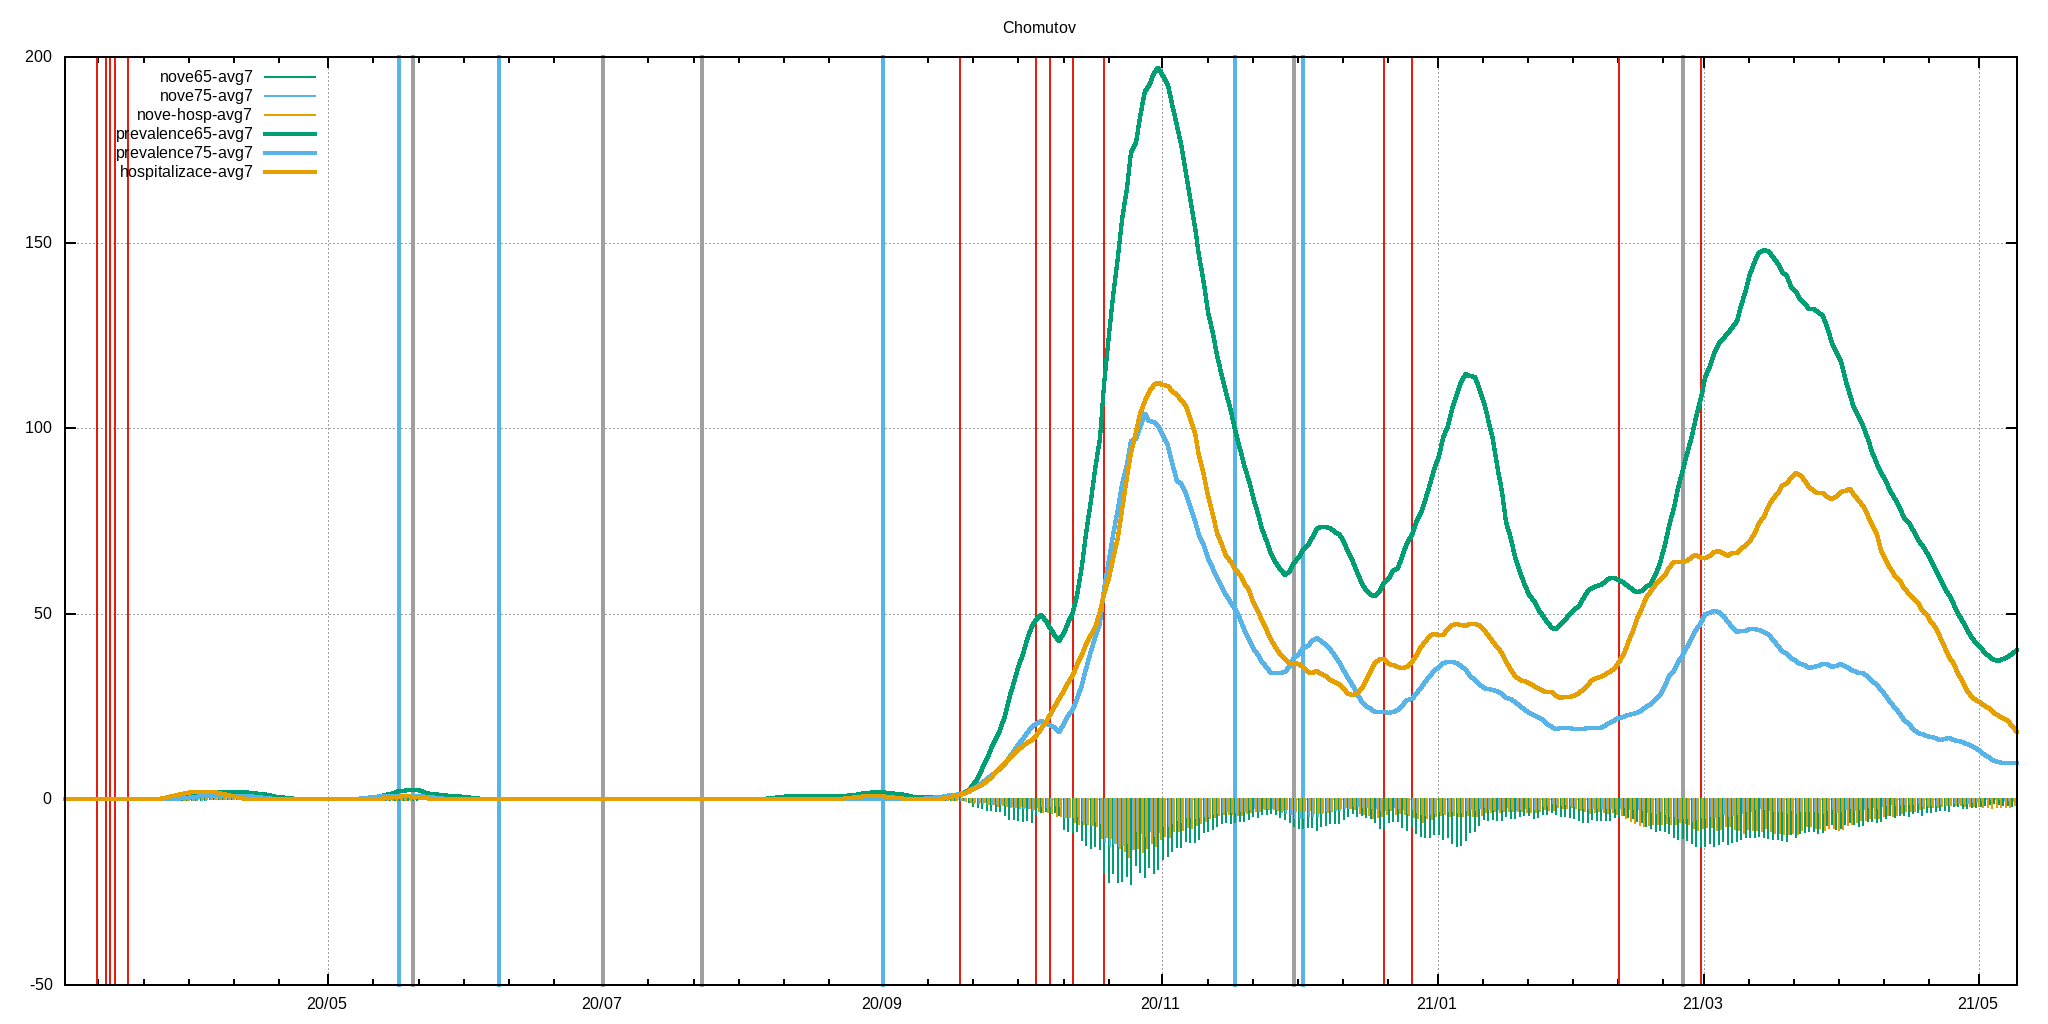 Chomutov
200
nove65-avg7
nove75-avg7
nove-hosp-avg7
prevalence65-avg7
prevalence75-avg7
hospitalizace-avg7
150
100
50
0
-50
20/05 20/07 20/09 20/11 21/01 21/03 21/05